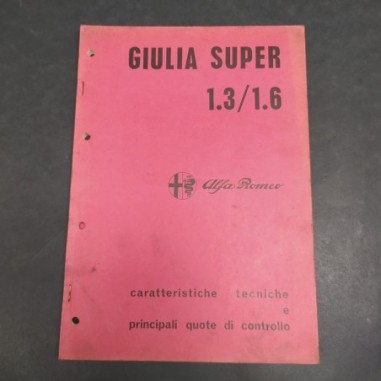 GIULIA SUPER
1.3/1.6
Alfa Romeo
caratteristiche tecniche
e
principali quote di controllo